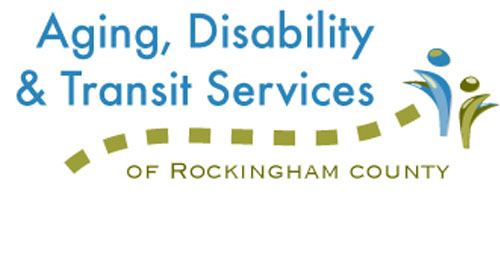 Aging, Disability
& Transit Services
OF ROCKINGHAM COUNTY